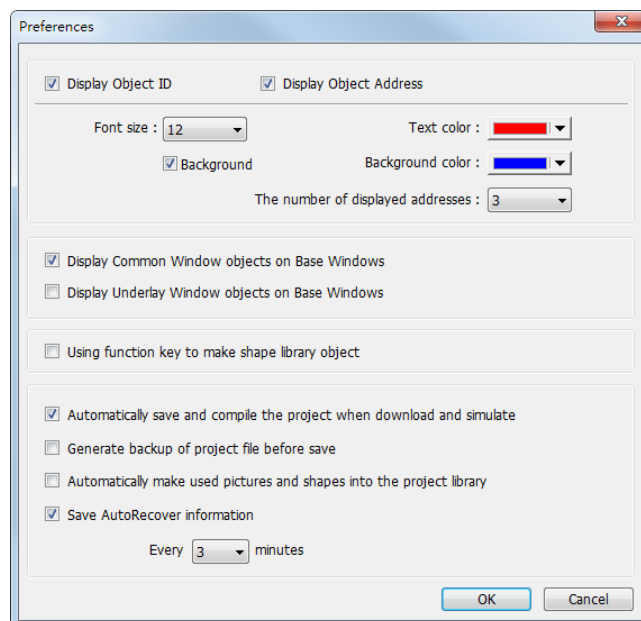 Preferences
Display Object ID Display Object Address
Font size : 12 Text color :
Background Background color :
The number of displayed addresses : 3
Display Common Window objects on Base Windows
Display Underlay Window objects on Base Windows
Using function key to make shape library object
Automatically save and compile the project when download and simulate
Generate backup of project file before save
Automatically make used pictures and shapes into the project library
Save AutoRecover information
Every 3 minutes
OK Cancel